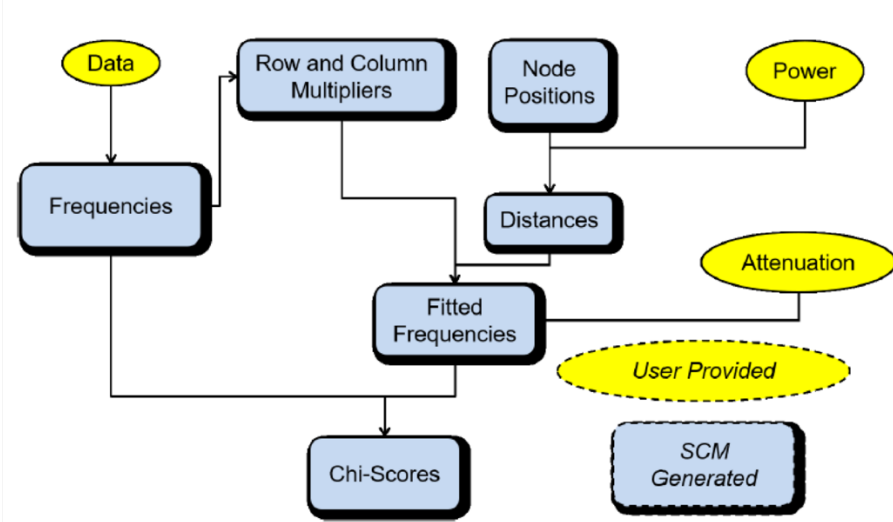 Data
Row and Column
Multipliers
Node
Positions
Power
Frequencies
Distances
Attenuation
Fitted
Frequencies
User Provided
Chi-Scores
SCM
Generated